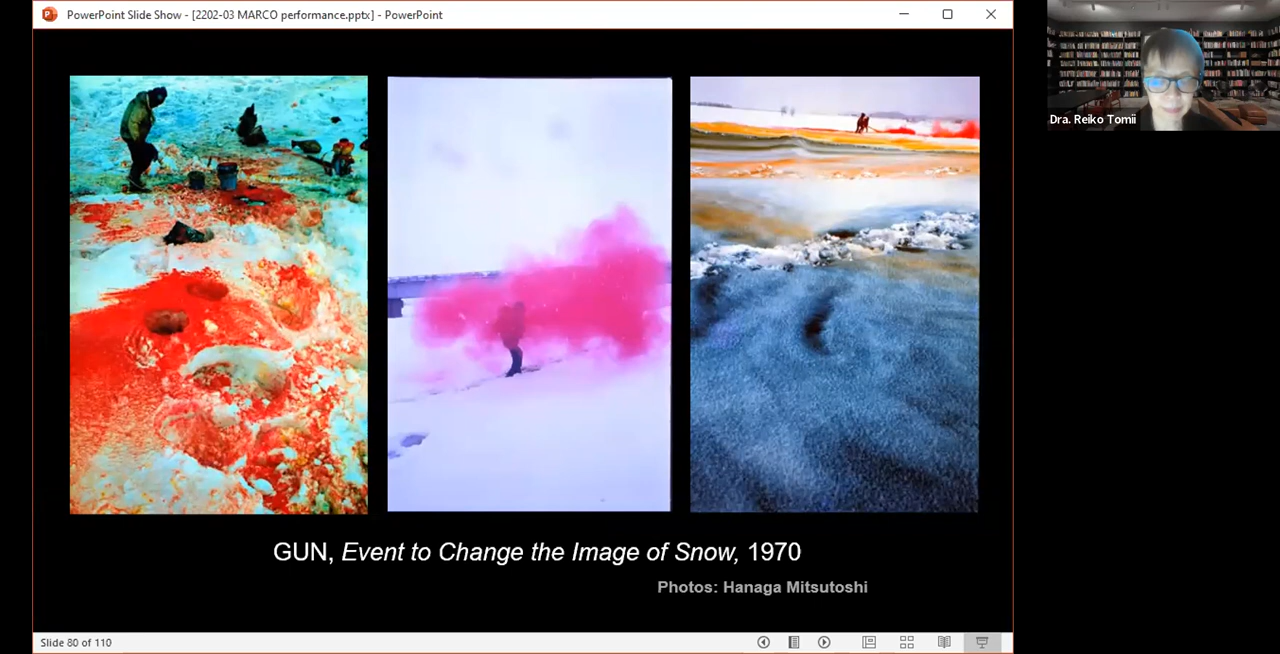 PowerPoint Slide Show - [2202-03 MARCO performance.pptx] - PowerPoint
Dra. Reiko Tomii
GUN, Event to Change the Image of Snow, 1970
Photos: Hanaga Mitsutoshi
Slide 80 of 110